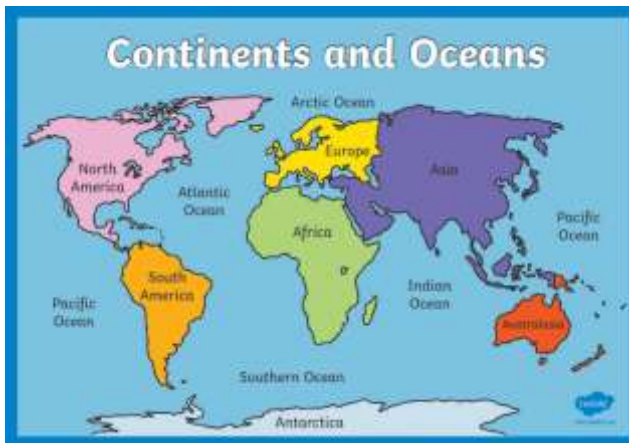 Continents and Oceans
Arctic Ocean
North
America
Europe
Asia
Atlantic
Ocean
Pacific
Ocean
Africa
South
America
Indian
Ocean
Pacific
Ocean
Australasia
Southern Ocean
Antarctica